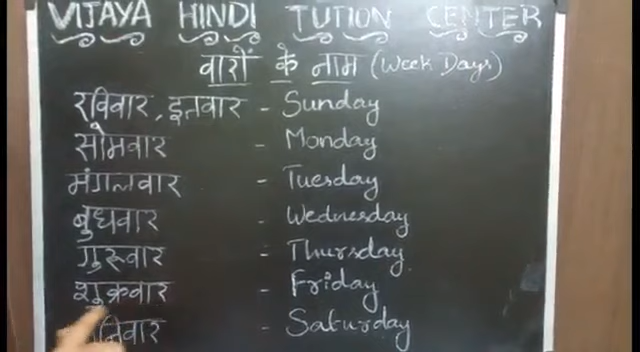 VIJAYA HINDI TUTION CENTER
वारों के नाम (Week Days)
रविवार, इतवार - Sunday
सोमवार - Monday
मंगलवार - Tuesday
बुधवार - Wednesday
गुरूवार - Thursday
शुक्रवार - Friday
- Saturday